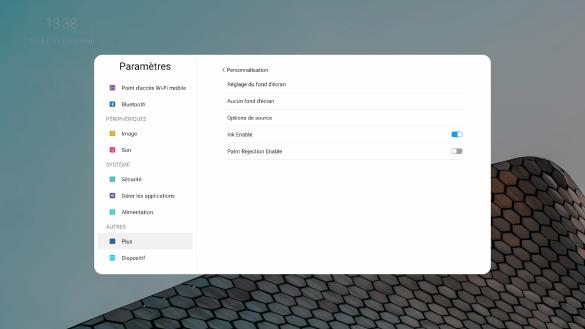 13:38
Paramètres
Point d'accès Wi-Fi mobile
Bluetooth
PÉRIPHÉRIQUES
Image
Son
SYSTÈME
Sécurité
Gérer les applications
Alimentation
AUTRES
Plus
Dispositif
Personnalisation
Réglage du fond d'écran
Aucun fond d'écran
Options de source
Ink Enable
Palm Rejection Enable